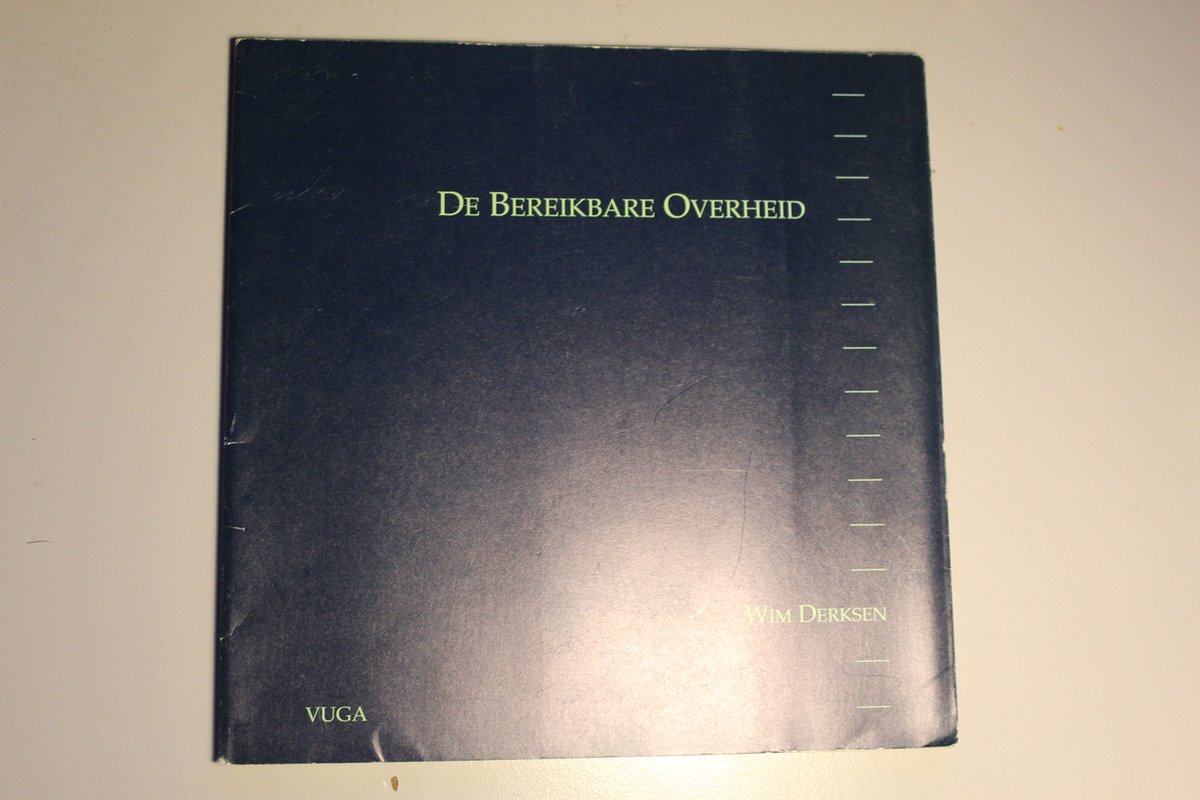 De Bereikbare Overheid
Wim Derksen
VUGA